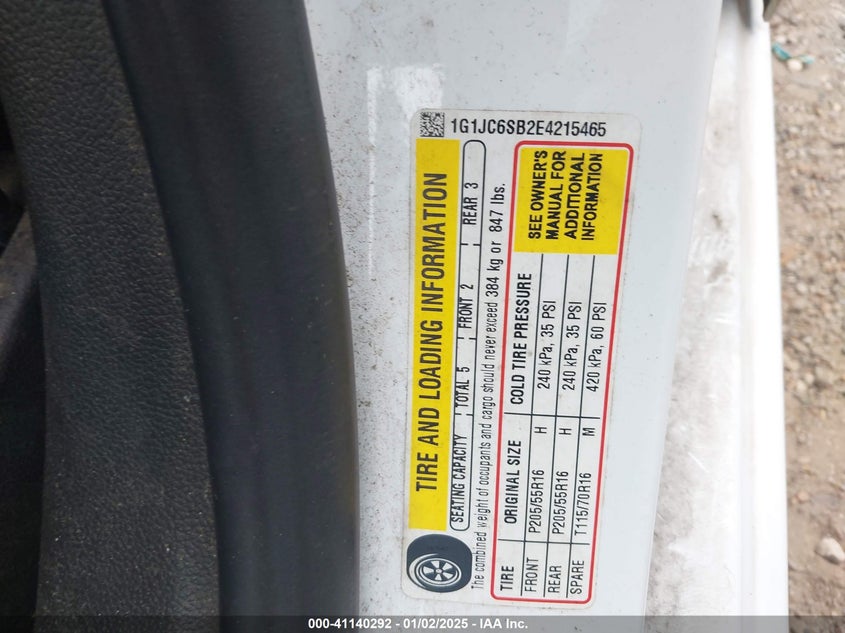 1G1JC6SB2E4215465
TIRE AND LOADING INFORMATION
SEATING CAPACITY TOTAL 5 FRONT 2 REAR 3
The combined weight of occupants and cargo should never exceed 384 kg or 847 lbs.
TIRE ORIGINAL SIZE COLD TIRE PRESSURE
FRONT P205/55R16 H 240 kPa, 35 PSI
REAR P205/55R16 H 240 kPa, 35 PSI
SPARE T115/70R16 M 420 kPa, 60 PSI
SEE OWNER'S
MANUAL FOR
ADDITIONAL
INFORMATION
000-41140292 - 01/02/2025 - IAA Inc.